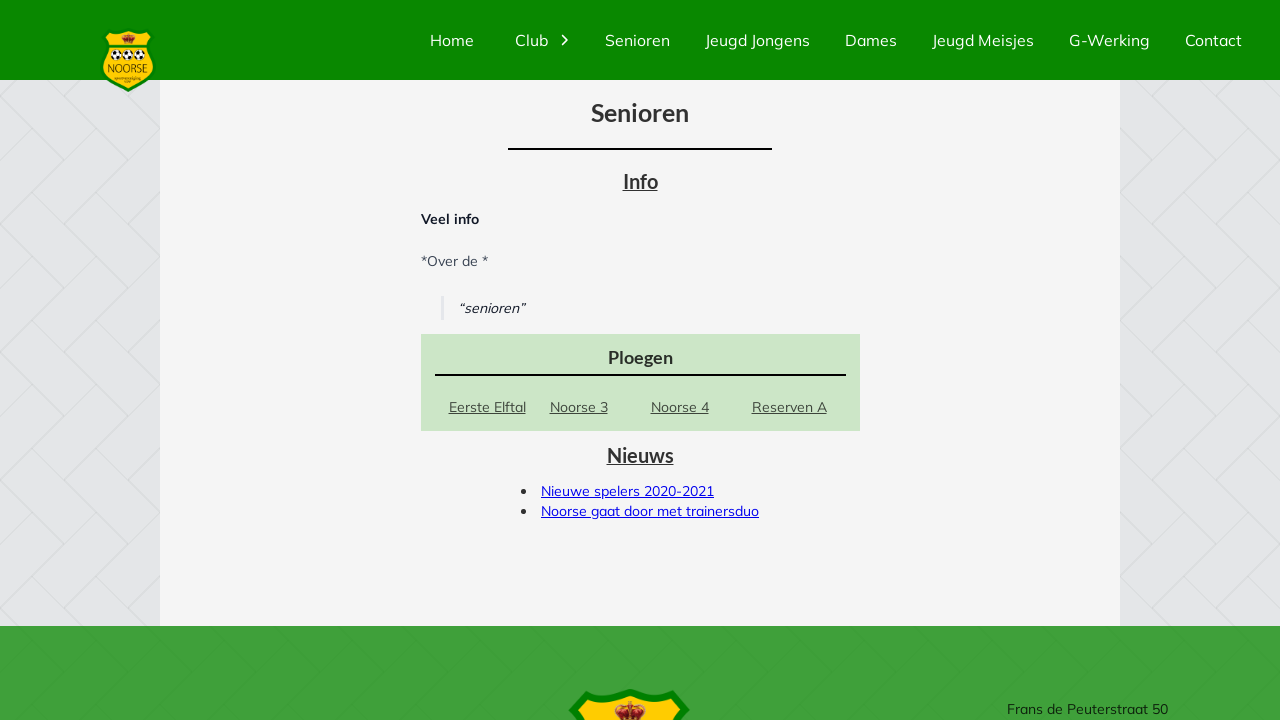 NOORSE
Home
Club
Senioren
Jeugd Jongens
Dames
Jeugd Meisjes
G-Werking
Contact
Senioren
Info
Veel info
*Over de *
“senioren”
Ploegen
Eerste Elftal
Noorse 3
Noorse 4
Reserven A
Nieuws
Nieuwe spelers 2020-2021
Noorse gaat door met trainersduo
Frans de Peuterstraat 50